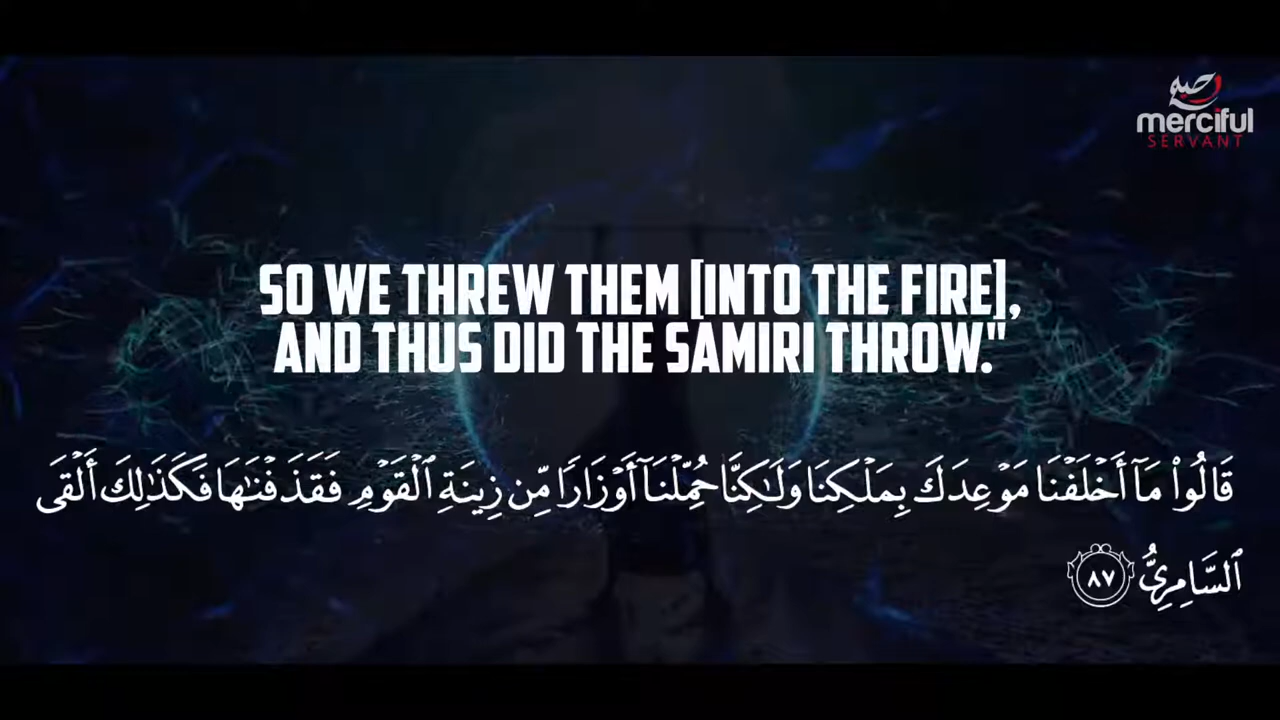 merciful
SERVANT
SO WE THREW THEM [INTO THE FIRE],
AND THUS DID THE SAMIRI THROW."
قَالُوا۟ مَآ أَخْلَفْنَا مَوْعِدَكَ بِمَلْكِنَا وَلَـٰكِنَّا حُمِّلْنَآ أَوْزَارًا مِّن زِينَةِ ٱلْقَوْمِ فَقَذَفْنَـٰهَا فَكَذَٰلِكَ أَلْقَى
ٱلسَّامِرِىُّ ٨٧